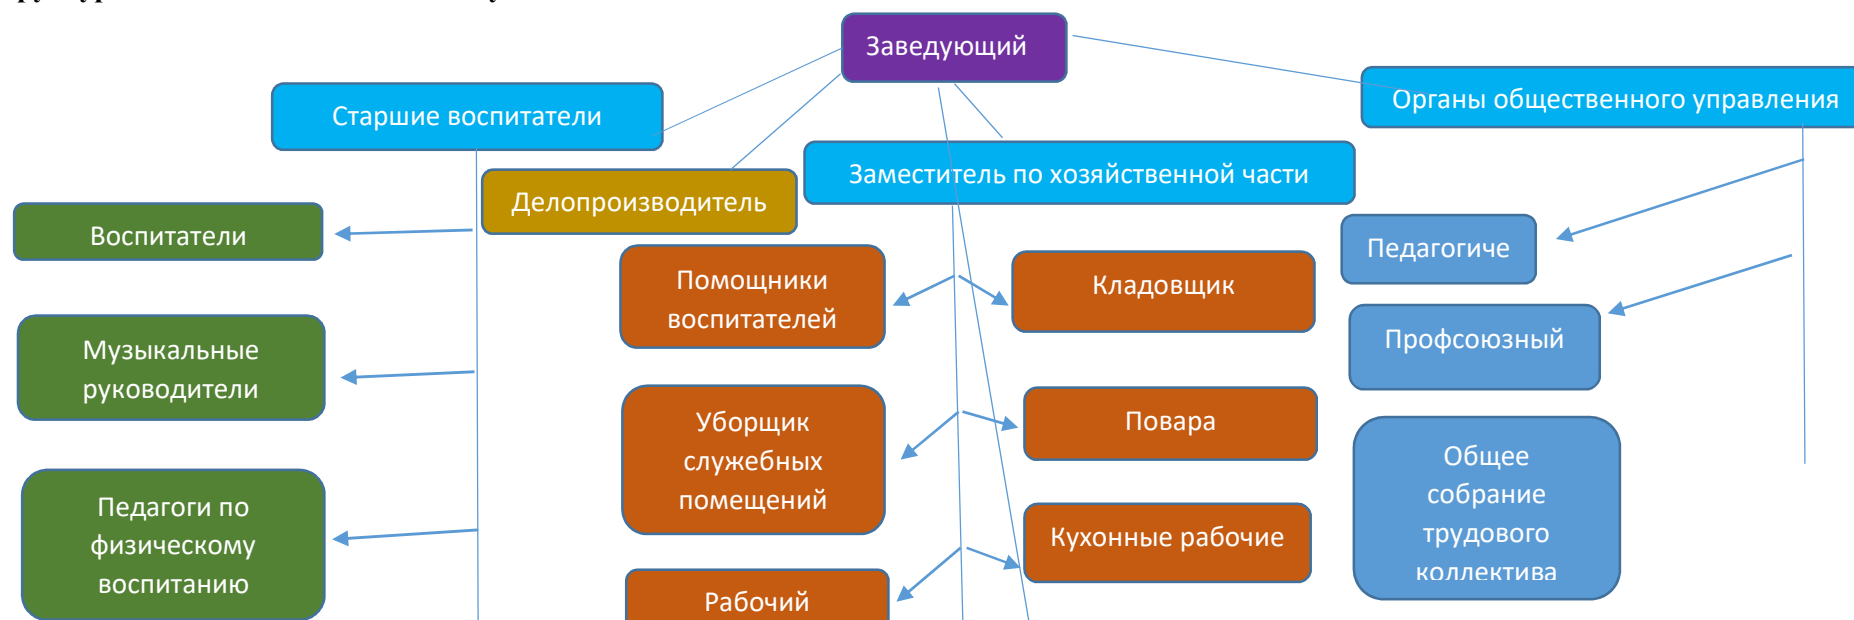 Заведующий
Органы общественного управления
Старшие воспитатели
Заместитель по хозяйственной части
Делопроизводитель
Воспитатели
Педагогиче
Помощники
воспитателей
Кладовщик
Профсоюзный
Музыкальные
руководители
Уборщик
служебных
помещений
Повара
Общее
собрание
трудового
коллектива
Педагоги по
физическому
воспитанию
Кухонные рабочие
Рабочий